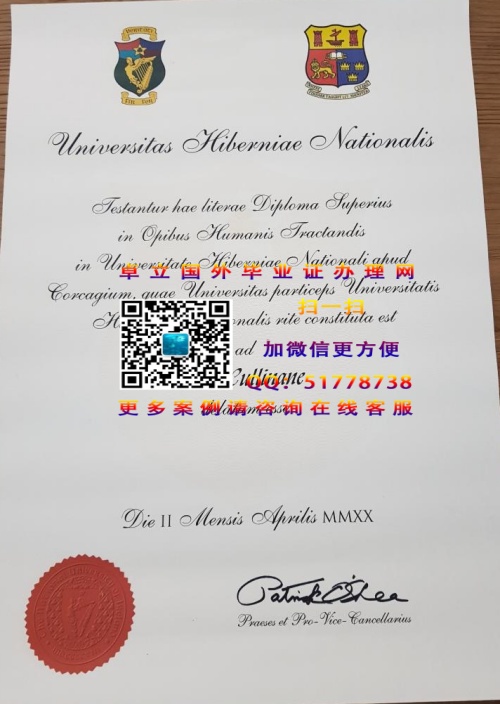 Universitas Hiberniae Nationalis
Testantur hae literae Diploma Superius
in Opibus Humanis Tractandis
in Universitate Hiberniae Nationali apud
卓立国外毕业证办理网
Corcagium, quae Universitas particeps Universitatis
扫一扫
rite constituta est
ad
加微信更方便
Cullinane
QQ: 51778738
更多案例请咨询在线客服
Die II Mensis Aprilis MMXX
Patrick O'Shea
Praeses et Pro-Vice-Cancellarius